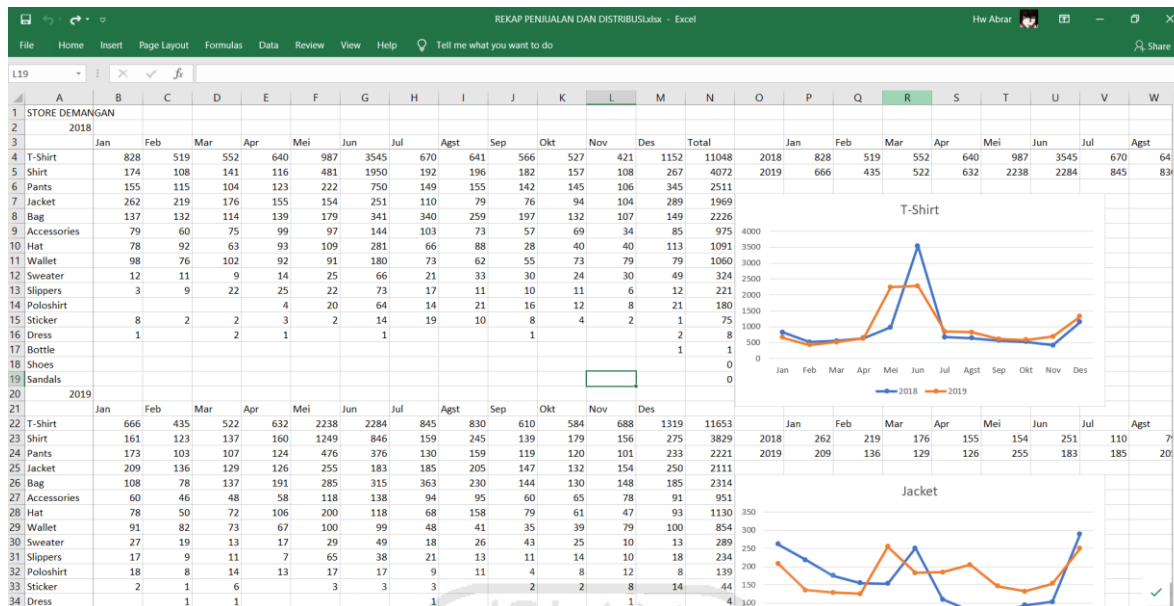 REKAP PENJUALAN DAN DISTRIBUSI.xlsx - Excel Hw Abrar
File Home Insert Page Layout Formulas Data Review View Help Tell me what you want to do Share
L19 fx
A B C D E F G H I J K L M N O P Q R S T U V W
1 STORE DEMANGAN
2 2018
3 Jan Feb Mar Apr Mei Jun Jul Agst Sep Okt Nov Des Total Jan Feb Mar Apr Mei Jun Jul Agst
4 T-Shirt 828 519 552 640 987 3545 670 641 566 527 421 1152 11048 2018 828 519 552 640 987 3545 670 64
5 Shirt 174 108 141 116 481 1950 192 196 182 157 108 267 4072 2019 666 435 522 632 2238 2284 845 83
6 Pants 155 115 104 123 222 750 149 155 142 145 106 345 2511
7 Jacket 262 219 176 155 154 251 110 79 76 94 104 289 1969
8 Bag 137 132 114 139 179 341 340 259 197 132 107 149 2226
9 Accessories 79 60 75 99 97 144 103 73 57 69 34 85 975
10 Hat 78 92 63 93 109 281 66 88 28 40 40 113 1091
11 Wallet 98 76 102 92 91 180 73 62 55 73 79 79 1060
12 Sweater 12 11 9 14 25 66 21 33 30 24 30 49 324
13 Slippers 3 9 22 25 22 73 17 11 10 11 6 12 221
14 Poloshirt 4 20 64 14 21 16 12 8 21 180
15 Sticker 8 2 2 3 2 14 19 10 8 4 2 1 75
16 Dress 1 2 1 1 1 2 8
17 Bottle 1 1
18 Shoes 0
19 Sandals 0
T-Shirt
4000
3500
3000
2500
2000
1500
1000
500
0
Jan Feb Mar Apr Mei Jun Jul Agst Sep Okt Nov Des
2018 2019
20 2019
21 Jan Feb Mar Apr Mei Jun Jul Agst Sep Okt Nov Des
22 T-Shirt 666 435 522 632 2238 2284 845 830 610 584 688 1319 11653 Jan Feb Mar Apr Mei Jun Jul Agst
23 Shirt 161 123 137 160 1249 846 159 245 139 179 156 275 3829 2018 262 219 176 155 154 251 110 7
24 Pants 173 103 107 124 476 376 130 159 119 120 101 233 2221 2019 209 136 129 126 255 183 185 20
25 Jacket 209 136 129 126 255 183 185 205 147 132 154 250 2111
26 Bag 108 78 137 191 285 315 363 230 144 130 148 185 2314
27 Accessories 60 46 48 58 118 138 94 95 60 65 78 91 951
28 Hat 78 50 72 106 200 118 68 158 79 61 47 93 1130
29 Wallet 91 82 73 67 100 99 48 41 35 39 79 100 854
30 Sweater 27 19 13 17 29 49 18 26 43 25 10 13 289
31 Slippers 17 9 11 7 65 38 21 13 11 14 10 18 234
32 Poloshirt 18 8 14 13 17 17 9 11 4 8 12 8 139
33 Sticker 2 1 6 3 3 3 2 2 8 14 44
34 Dress 1 1 1 1 4
Jacket
350
300
250
200
150
100